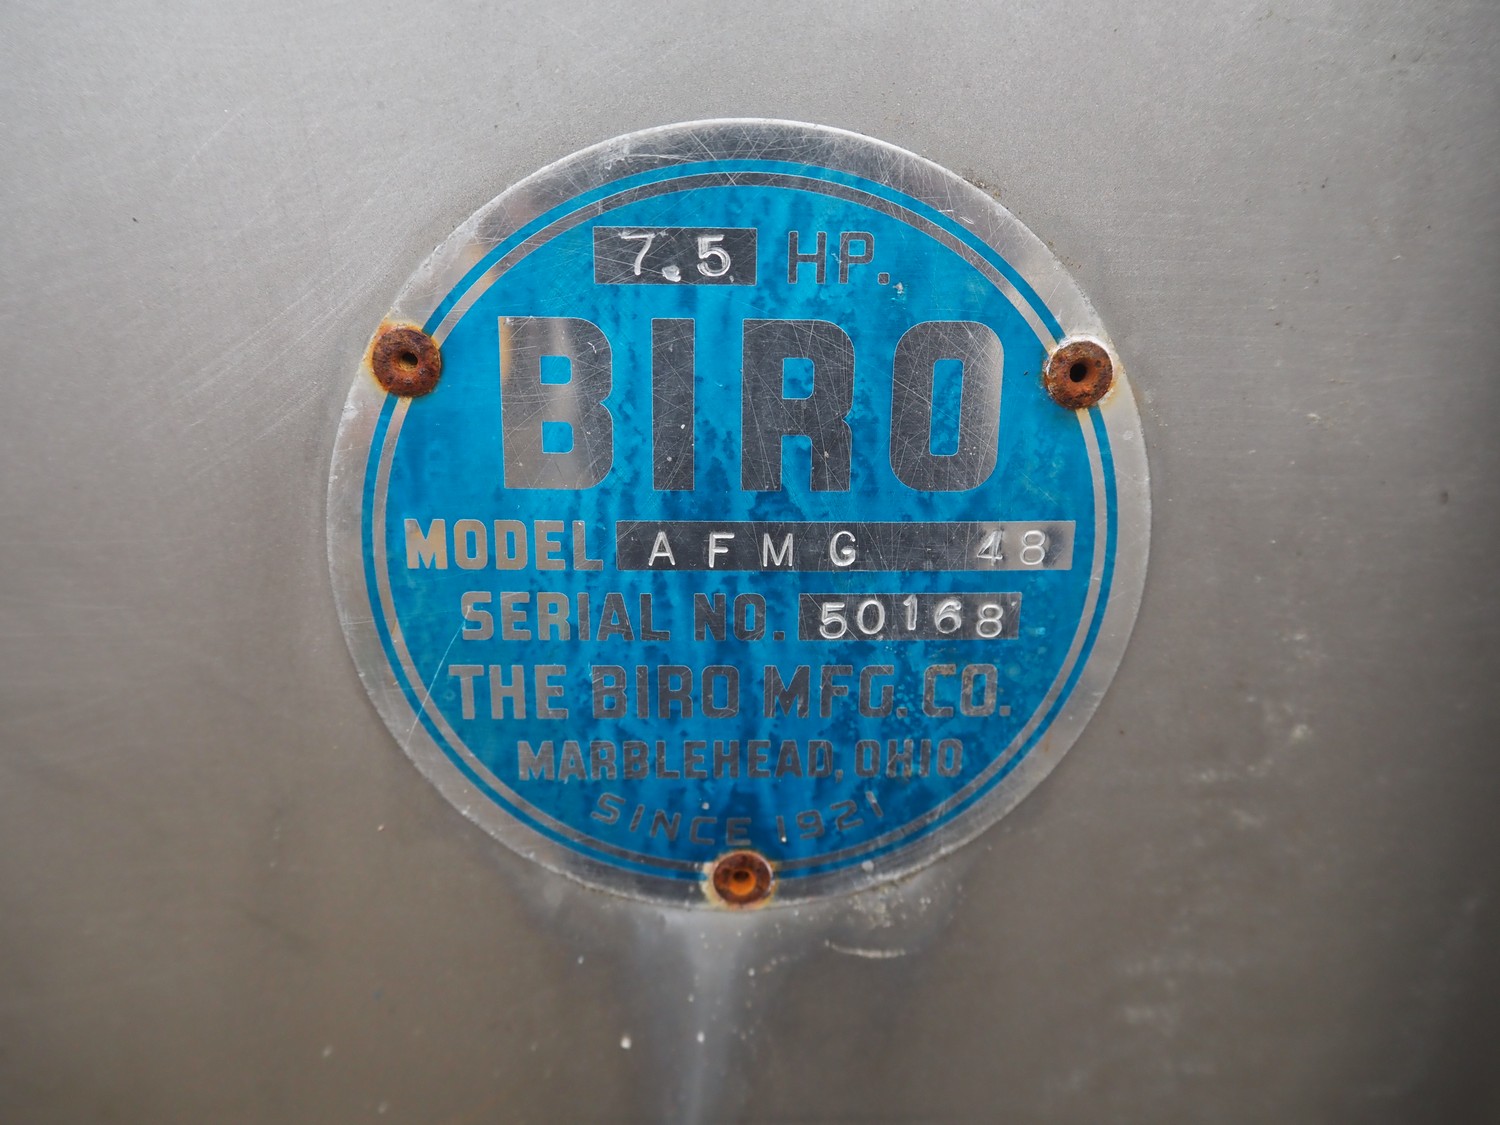 7.5 HP.
BIRO
MODEL AFMG 48
SERIAL NO. 50168
THE BIRO MFG. CO.
MARBLEHEAD, OHIO
SINCE 1921